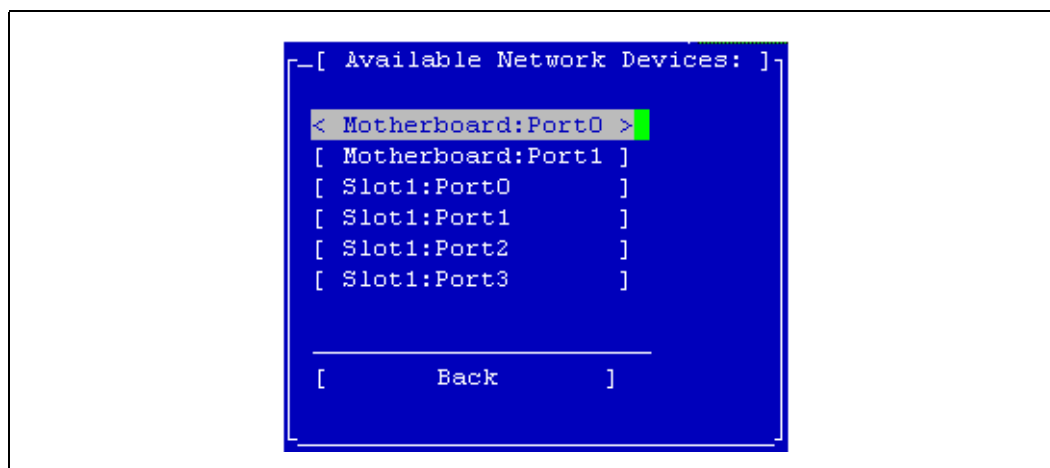 [ Available Network Devices: ]
< Motherboard:Port0 >
[ Motherboard:Port1 ]
[ Slot1:Port0 ]
[ Slot1:Port1 ]
[ Slot1:Port2 ]
[ Slot1:Port3 ]
[ Back ]